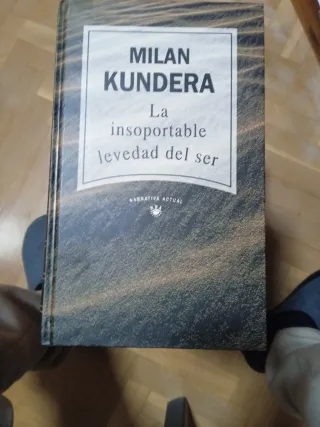 MILAN
KUNDERA
La
insoportable
levedad del ser
NARRATIVA ACTUAL